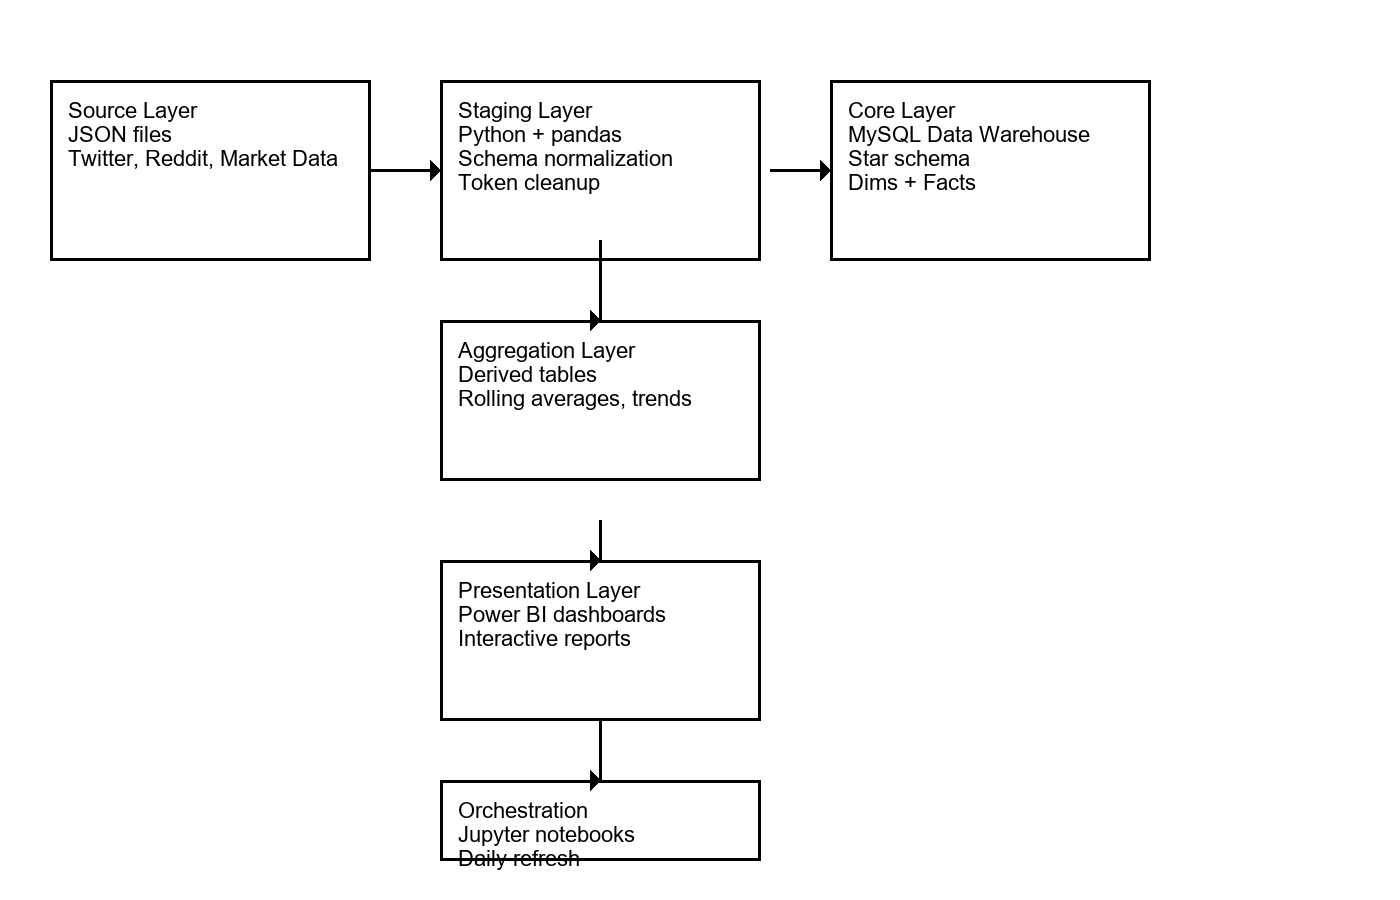 Source Layer
JSON files
Twitter, Reddit, Market Data
Staging Layer
Python + pandas
Schema normalization
Token cleanup
Core Layer
MySQL Data Warehouse
Star schema
Dims + Facts
Aggregation Layer
Derived tables
Rolling averages, trends
Presentation Layer
Power BI dashboards
Interactive reports
Orchestration
Jupyter notebooks
Daily refresh